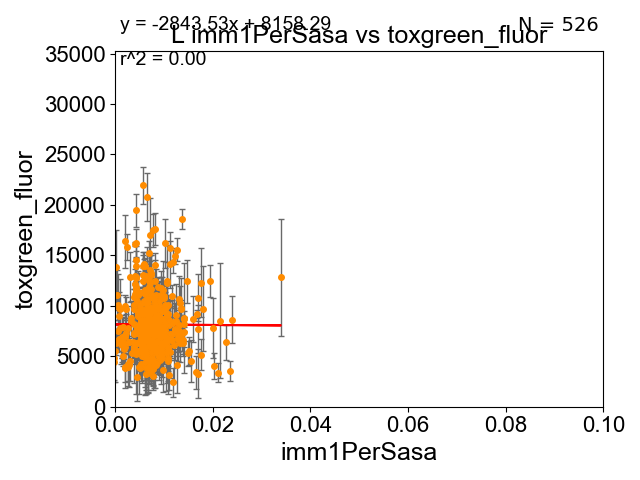 y = -2843.53x + 8158.29
N = 526
L imm1PerSasa vs toxgreen_fluor
r^2 = 0.00
35000
30000
25000
20000
15000
10000
5000
0
toxgreen_fluor
0.00 0.02 0.04 0.06 0.08 0.10
imm1PerSasa